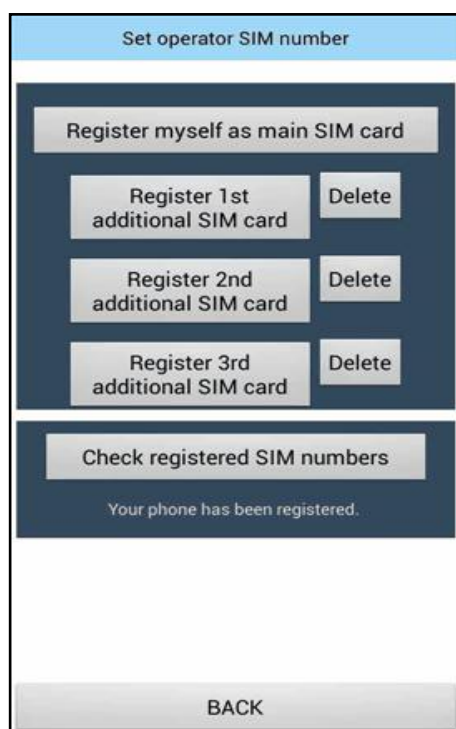 Set operator SIM number
Register myself as main SIM card
Register 1st
additional SIM card
Delete
Register 2nd
additional SIM card
Delete
Register 3rd
additional SIM card
Delete
Check registered SIM numbers
Your phone has been registered.
BACK